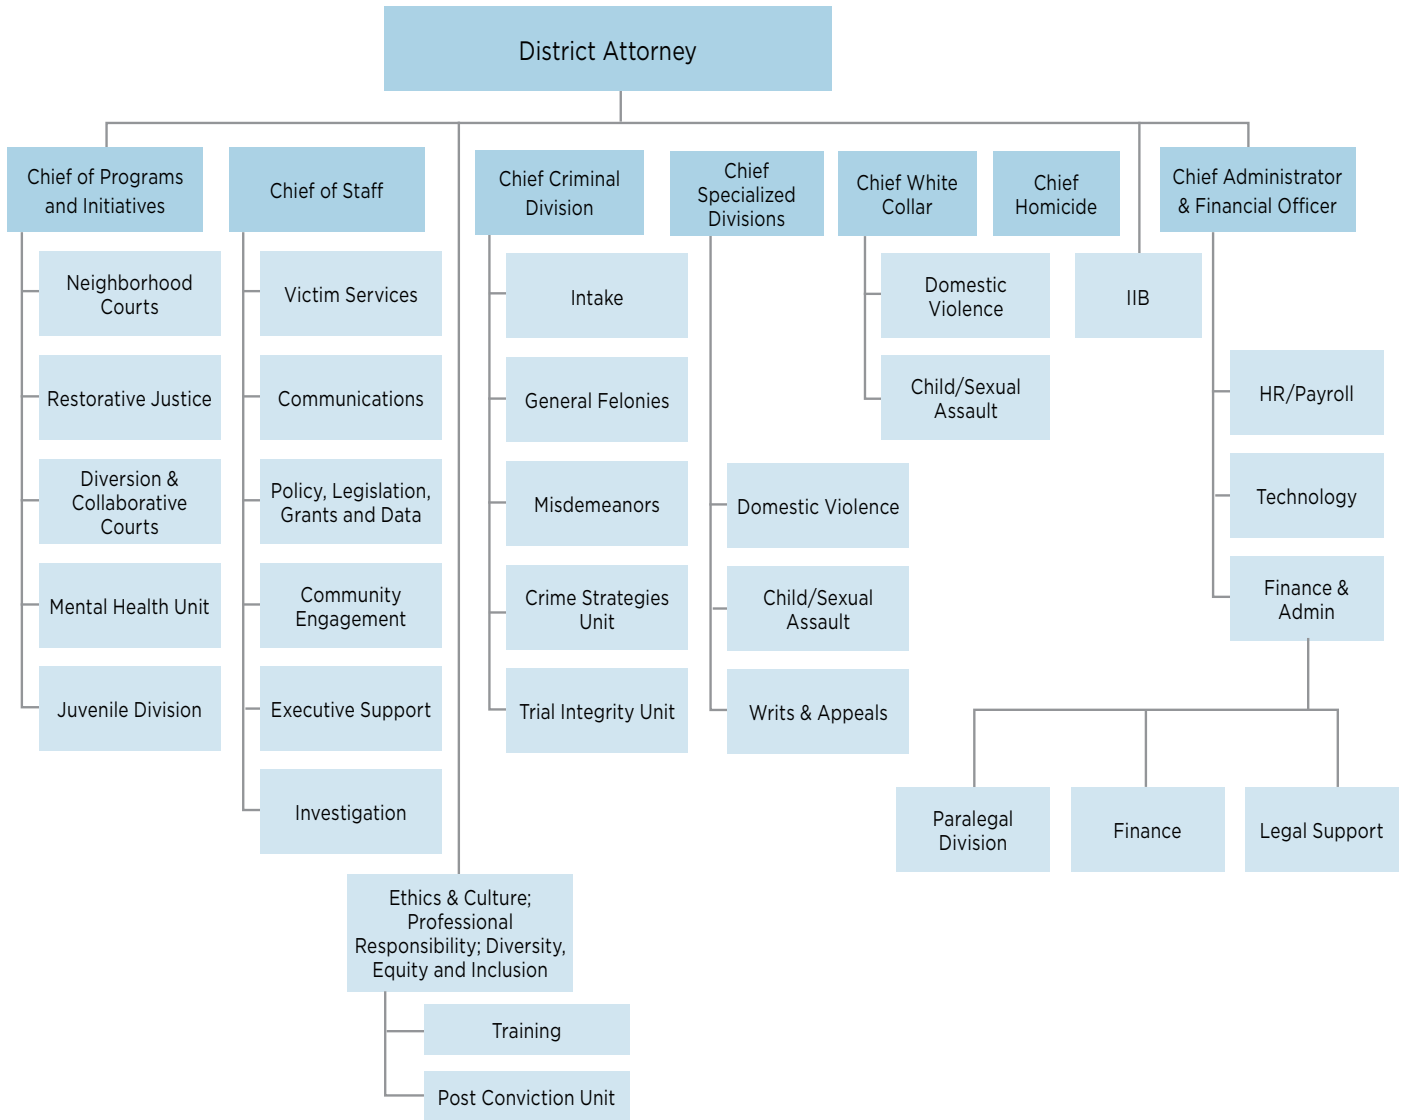 District Attorney
Chief of Programs
and Initiatives
Neighborhood
Courts
Restorative Justice
Diversion &
Collaborative
Courts
Mental Health Unit
Juvenile Division
Chief of Staff
Victim Services
Communications
Policy, Legislation,
Grants and Data
Community
Engagement
Executive Support
Investigation
Ethics & Culture;
Professional
Responsibility; Diversity,
Equity and Inclusion
Training
Post Conviction Unit
Chief Criminal
Division
Intake
General Felonies
Misdemeanors
Crime Strategies
Unit
Trial Integrity Unit
Chief
Specialized
Divisions
Domestic Violence
Child/Sexual
Assault
Writs & Appeals
Chief White
Collar
Domestic
Violence
Child/Sexual
Assault
Chief
Homicide
IIB
Chief Administrator
& Financial Officer
HR/Payroll
Technology
Finance &
Admin
Paralegal
Division
Finance
Legal Support